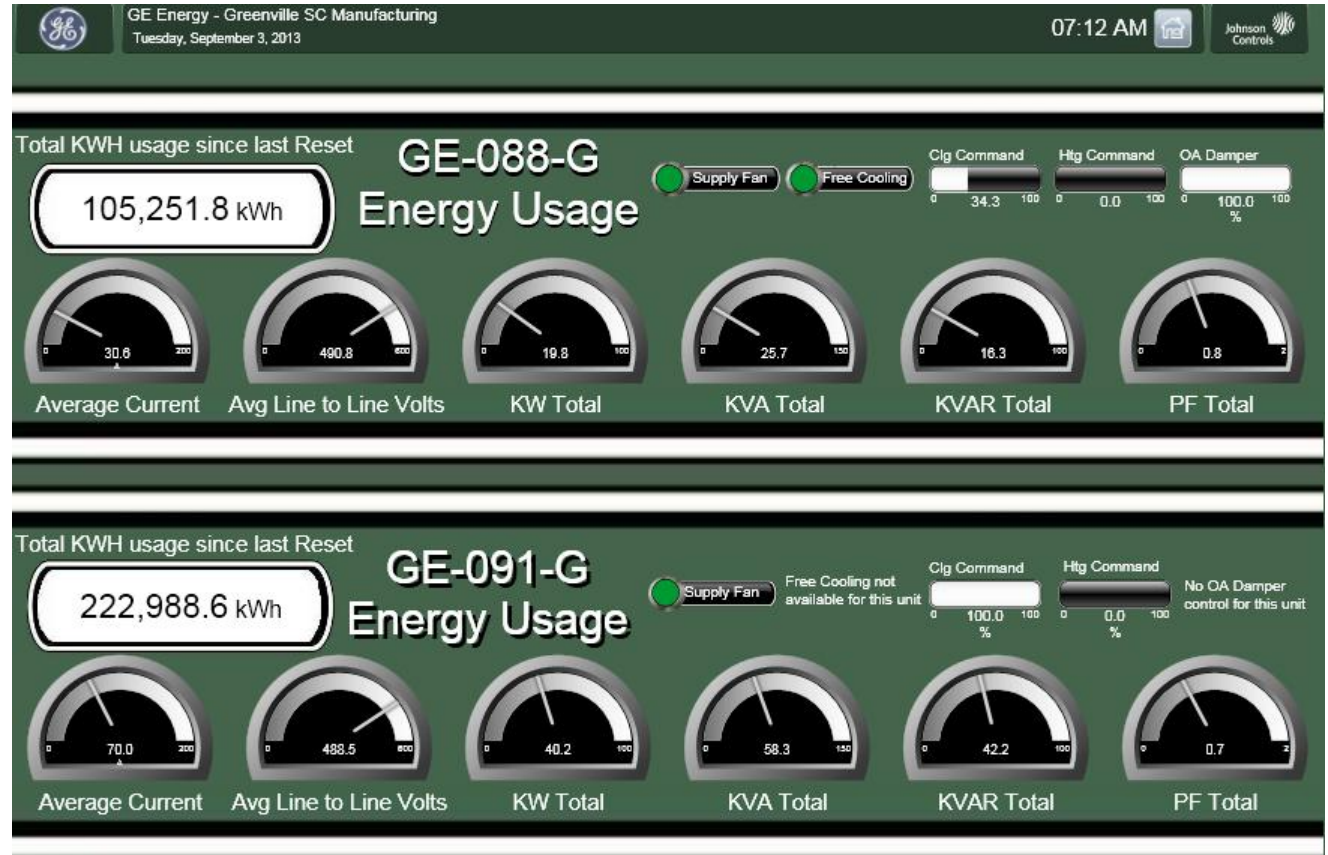 GE
GE Energy - Greenville SC Manufacturing
Tuesday, September 3, 2013
07:12 AM
Johnson
Controls
Total KWH usage since last Reset
105,251.8 kWh
GE-088-G
Energy Usage
Supply Fan
Free Cooling
Clg Command
0 34.3 100
Htg Command
0 0.0 100
OA Damper
0 100.0 100
%
0 30.6 200
Average Current
0 490.8 600
Avg Line to Line Volts
0 19.8 100
KW Total
0 25.7 150
KVA Total
0 16.3 100
KVAR Total
0 0.8 2
PF Total
Total KWH usage since last Reset
222,988.6 kWh
GE-091-G
Energy Usage
Supply Fan
Free Cooling not
available for this unit
Clg Command
0 100.0 100
%
Htg Command
0 0.0 100
%
No OA Damper
control for this unit
0 70.0 200
Average Current
0 488.5 600
Avg Line to Line Volts
0 40.2 100
KW Total
0 58.3 150
KVA Total
0 42.2 100
KVAR Total
0 0.7 2
PF Total